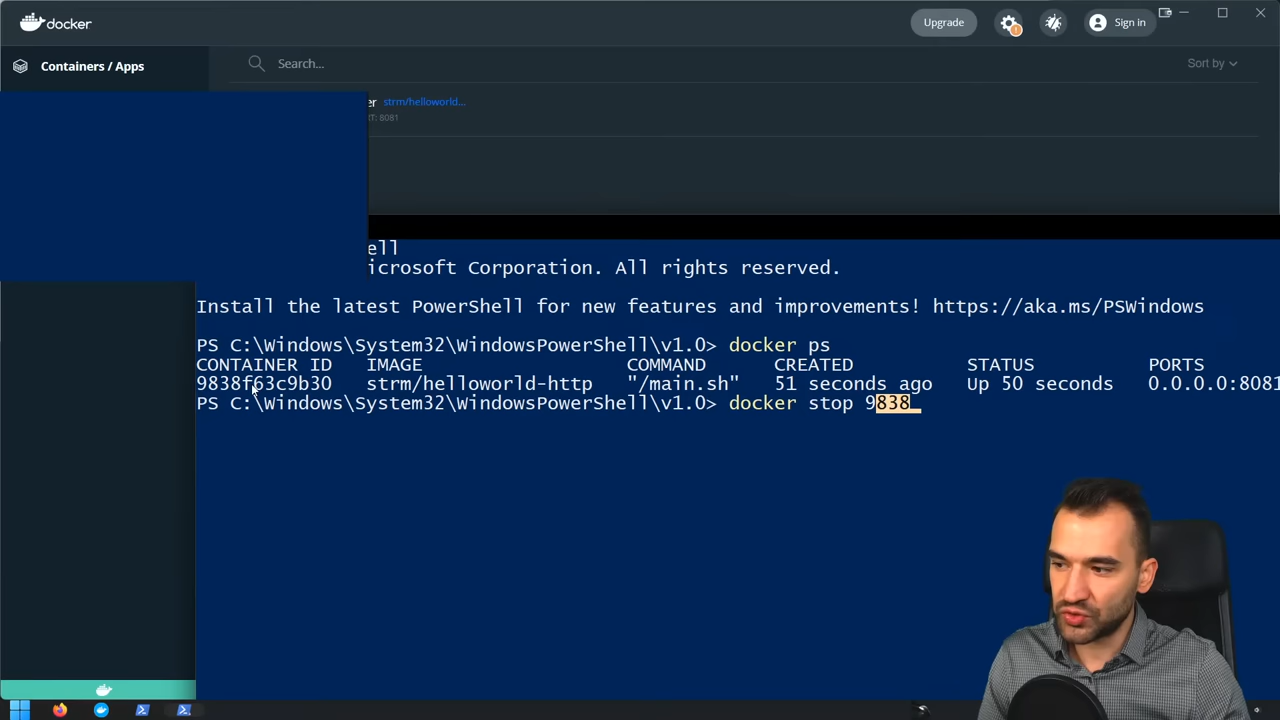 docker
Upgrade
!
Sign in
Containers / Apps
Search...
Sort by
er strm/helloworld...
RT: 8081
ell
icrosoft Corporation. All rights reserved.
Install the latest PowerShell for new features and improvements! https://aka.ms/PSWindows
PS C:\Windows\System32\WindowsPowerShell\v1.0> docker ps
CONTAINER ID IMAGE COMMAND CREATED STATUS PORTS
9838f63c9b30 strm/helloworld-http "/main.sh" 51 seconds ago Up 50 seconds 0.0.0.0:8081
PS C:\Windows\System32\WindowsPowerShell\v1.0> docker stop 9838